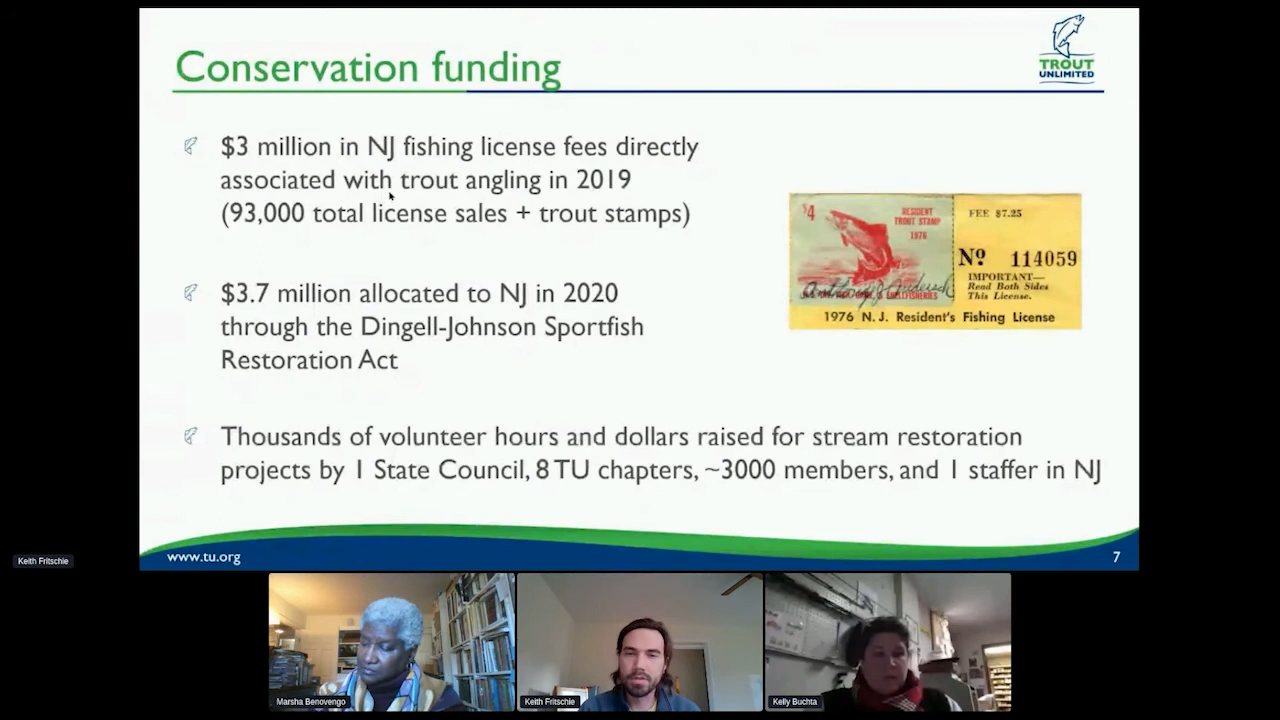 Conservation funding
TROUT
UNLIMITED
$3 million in NJ fishing license fees directly
associated with trout angling in 2019
(93,000 total license sales + trout stamps)
$4
RESIDENT
TROUT STAMP
1976
FEE $7.25
Nº 114059
IMPORTANT—
Read Both Sides
This License.
1976 N.J. Resident's Fishing License
$3.7 million allocated to NJ in 2020
through the Dingell-Johnson Sportfish
Restoration Act
Thousands of volunteer hours and dollars raised for stream restoration
projects by 1 State Council, 8 TU chapters, ~3000 members, and 1 staffer in NJ
www.tu.org
7
Keith Fritschie
Marsha Benovengo
Keith Fritschie
Kelly Buchta